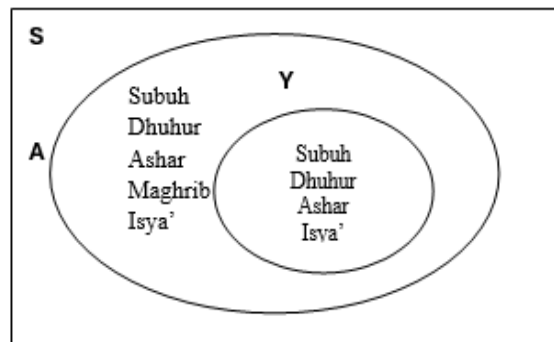 S
Y
A
Subuh
Dhuhur
Ashar
Maghrib
Isya’
Subuh
Dhuhur
Ashar
Isya’